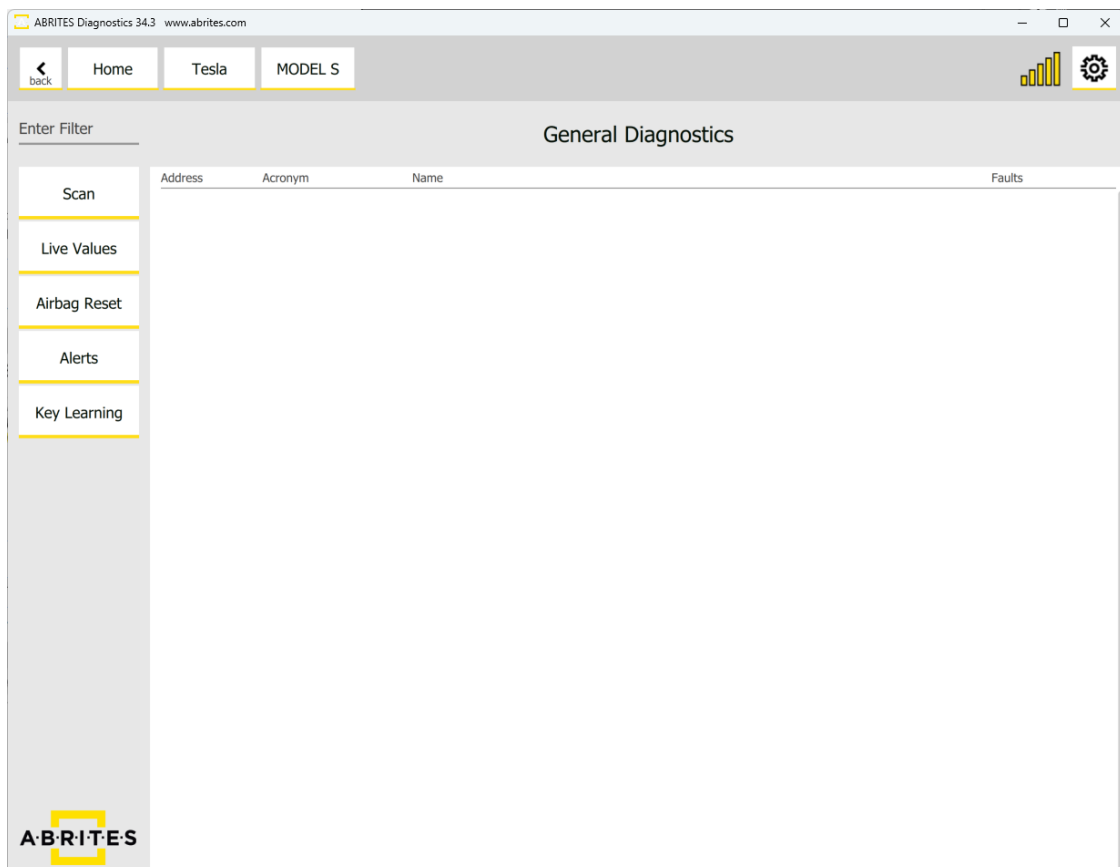 ABRITES Diagnostics 34.3 www.abrites.com
back Home Tesla MODEL S
Enter Filter
General Diagnostics
Address Acronym Name Faults
Scan
Live Values
Airbag Reset
Alerts
Key Learning
A·B·R·I·T·E·S